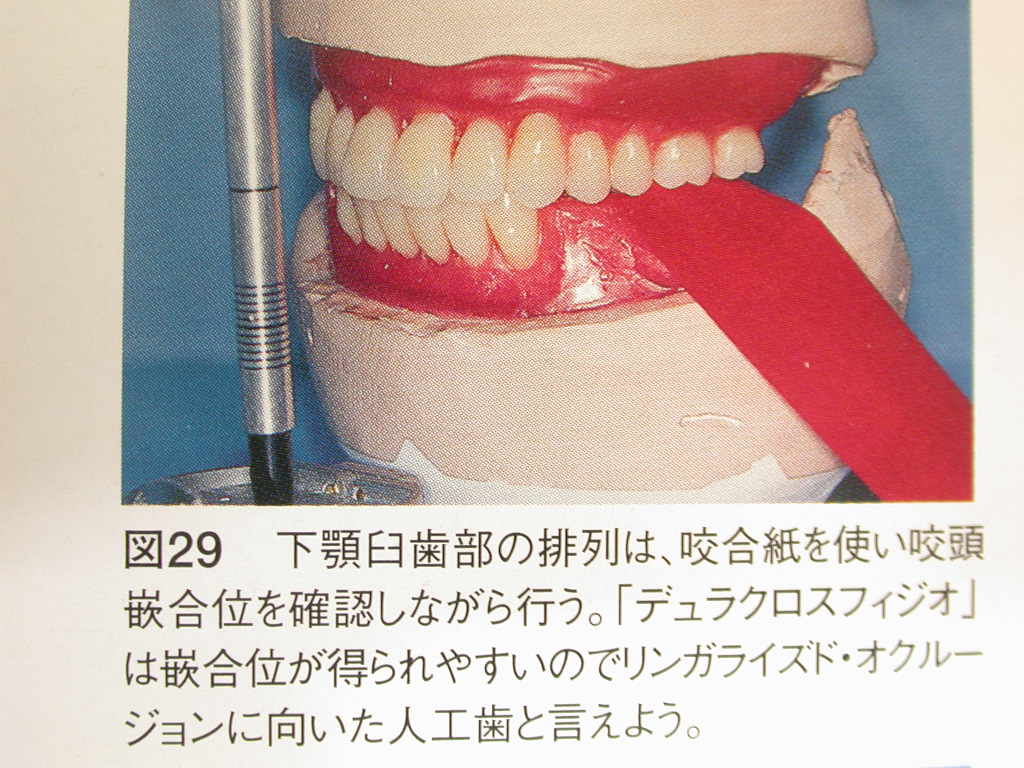 図29　下顎臼歯部の排列は、咬合紙を使い咬頭
嵌合位を確認しながら行う。「デュラクロスフィジオ」
は嵌合位が得られやすいのでリンガライズド・オクルー
ジョンに向いた人工歯と言えよう。